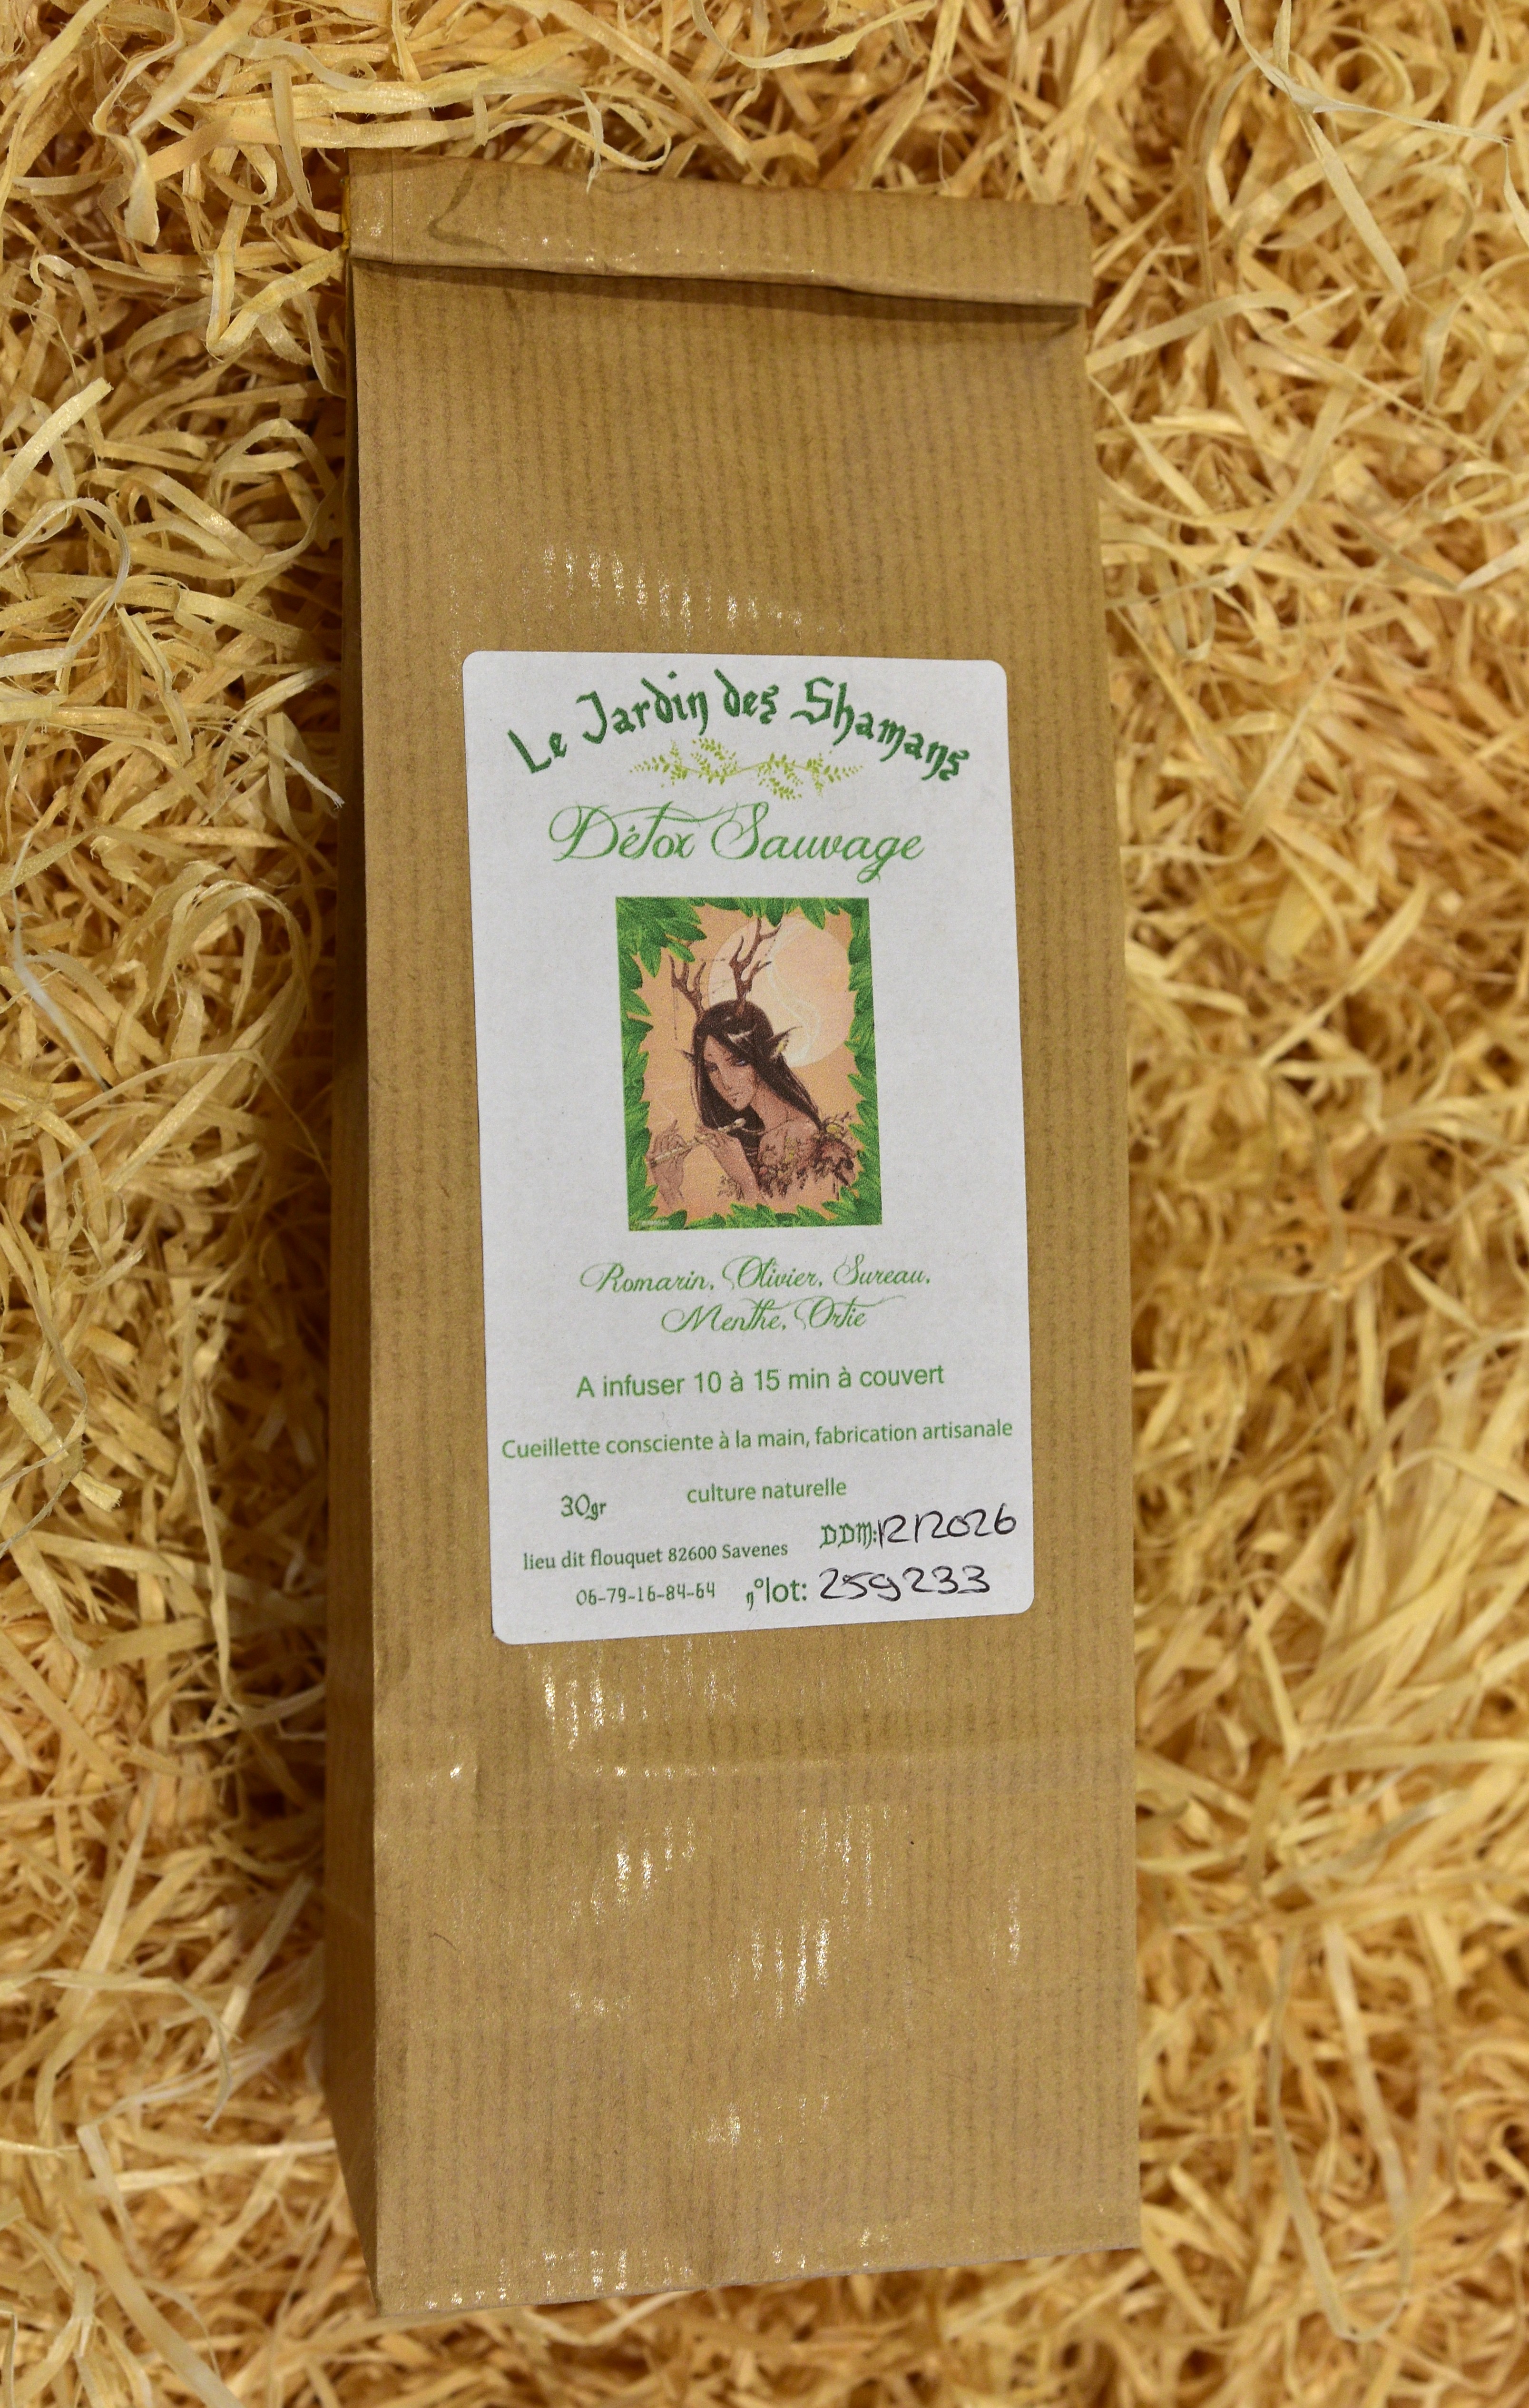 Le Jardin des Shamans
Détox Sauvage
Romarin, Olivier, Sureau,
Menthe, Ortie
A infuser 10 à 15 min à couvert
Cueillette consciente à la main, fabrication artisanale
30gr culture naturelle
lieu dit flouquet 82600 Savenes DDM: 12/2026
06-79-16-84-64 n°lot: 259233